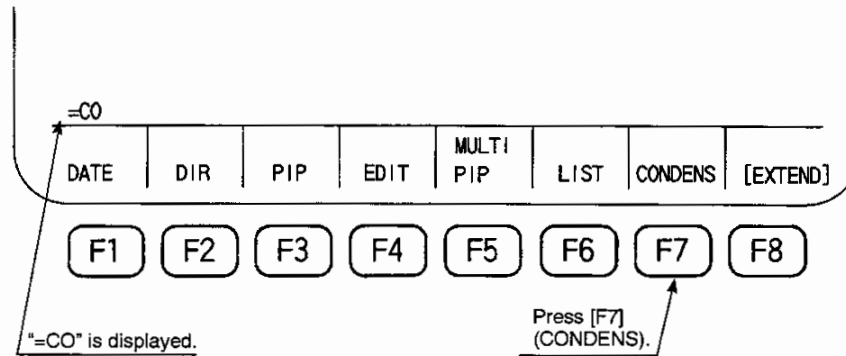 =CO
DATE DIR PIP EDIT MULTI PIP LIST CONDENS [EXTEND]
F1 F2 F3 F4 F5 F6 F7 F8
"=CO" is displayed.
Press [F7]
(CONDENS).